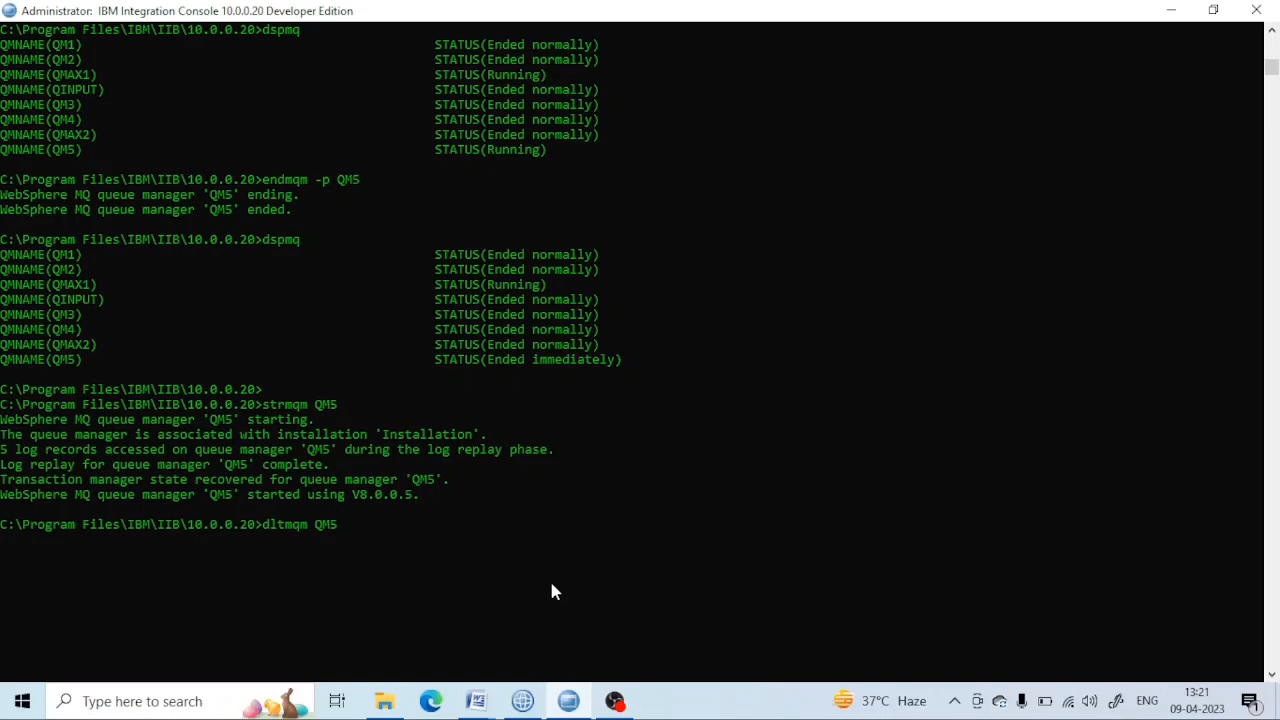 Administrator: IBM Integration Console 10.0.0.20 Developer Edition
C:\Program Files\IBM\IIB\10.0.0.20>dspmq
QMNAME(QM1) STATUS(Ended normally)
QMNAME(QM2) STATUS(Ended normally)
QMNAME(QMAX1) STATUS(Running)
QMNAME(QINPUT) STATUS(Ended normally)
QMNAME(QM3) STATUS(Ended normally)
QMNAME(QM4) STATUS(Ended normally)
QMNAME(QMAX2) STATUS(Ended normally)
QMNAME(QM5) STATUS(Running)
C:\Program Files\IBM\IIB\10.0.0.20>endmqm -p QM5
WebSphere MQ queue manager 'QM5' ending.
WebSphere MQ queue manager 'QM5' ended.
C:\Program Files\IBM\IIB\10.0.0.20>dspmq
QMNAME(QM1) STATUS(Ended normally)
QMNAME(QM2) STATUS(Ended normally)
QMNAME(QMAX1) STATUS(Running)
QMNAME(QINPUT) STATUS(Ended normally)
QMNAME(QM3) STATUS(Ended normally)
QMNAME(QM4) STATUS(Ended normally)
QMNAME(QMAX2) STATUS(Ended normally)
QMNAME(QM5) STATUS(Ended immediately)
C:\Program Files\IBM\IIB\10.0.0.20>
C:\Program Files\IBM\IIB\10.0.0.20>strmqm QM5
WebSphere MQ queue manager 'QM5' starting.
The queue manager is associated with installation 'Installation'.
5 log records accessed on queue manager 'QM5' during the log replay phase.
Log replay for queue manager 'QM5' complete.
Transaction manager state recovered for queue manager 'QM5'.
WebSphere MQ queue manager 'QM5' started using V8.0.0.5.
C:\Program Files\IBM\IIB\10.0.0.20>dltmqm QM5
Type here to search
37°C Haze
ENG
3:21
09-04-2023
1